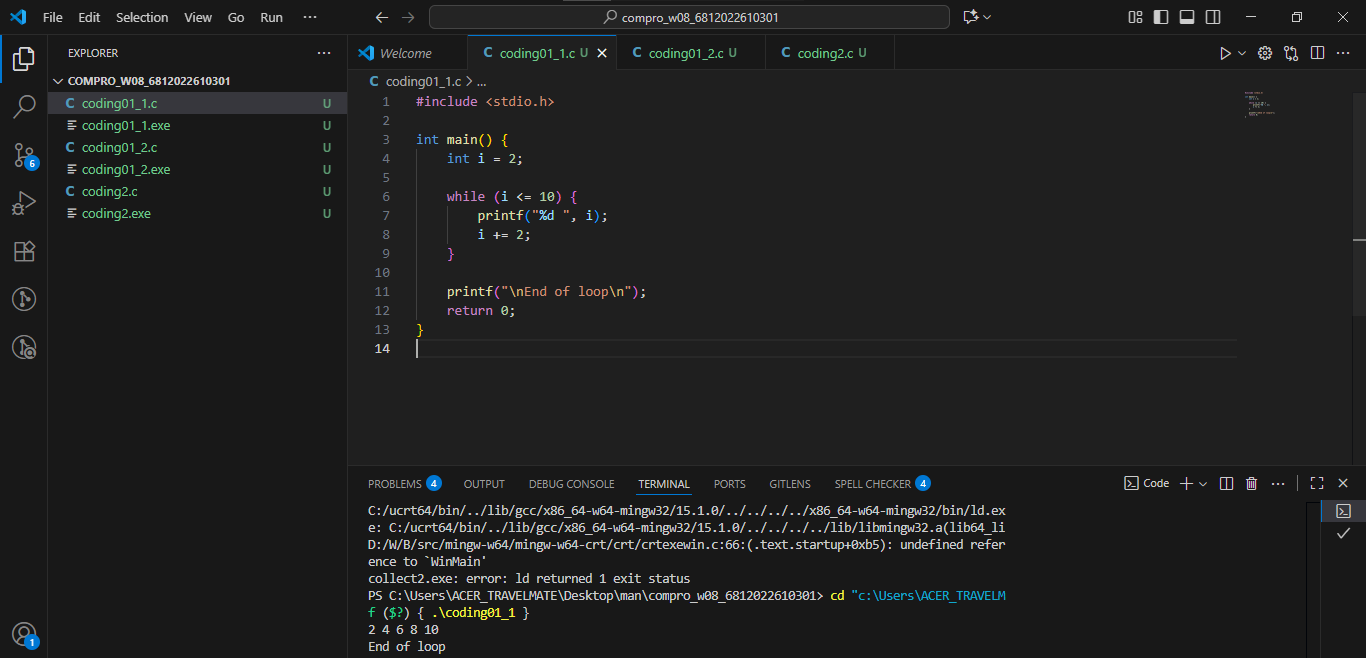 File Edit Selection View Go Run ···
compro_w08_6812022610301
EXPLORER ···
COMPRO_W08_6812022610301
C coding01_1.c U
coding01_1.exe U
C coding01_2.c U
coding01_2.exe U
C coding2.c U
coding2.exe U
6
1
Welcome
C coding01_1.c U
C coding01_2.c U
C coding2.c U
C coding01_1.c > ...
1 #include <stdio.h>
2
3 int main() {
4 int i = 2;
5
6 while (i <= 10) {
7 printf("%d ", i);
8 i += 2;
9 }
10
11 printf("\nEnd of loop\n");
12 return 0;
13 }
14
PROBLEMS 4 OUTPUT DEBUG CONSOLE TERMINAL PORTS GITLENS SPELL CHECKER 4
Code
C:/ucrt64/bin/../lib/gcc/x86_64-w64-mingw32/15.1.0/../../../../x86_64-w64-mingw32/bin/ld.ex
e: C:/ucrt64/bin/../lib/gcc/x86_64-w64-mingw32/15.1.0/../../../../lib/libmingw32.a(lib64_li
D:/W/B/src/mingw-w64/mingw-w64-crt/crt/crtexewin.c:66:(.text.startup+0xb5): undefined refer
ence to `WinMain'
collect2.exe: error: ld returned 1 exit status
PS C:\Users\ACER_TRAVELMATE\Desktop\man\compro_w08_6812022610301> cd "c:\Users\ACER_TRAVELM
f ($?) { .\coding01_1 }
2 4 6 8 10
End of loop